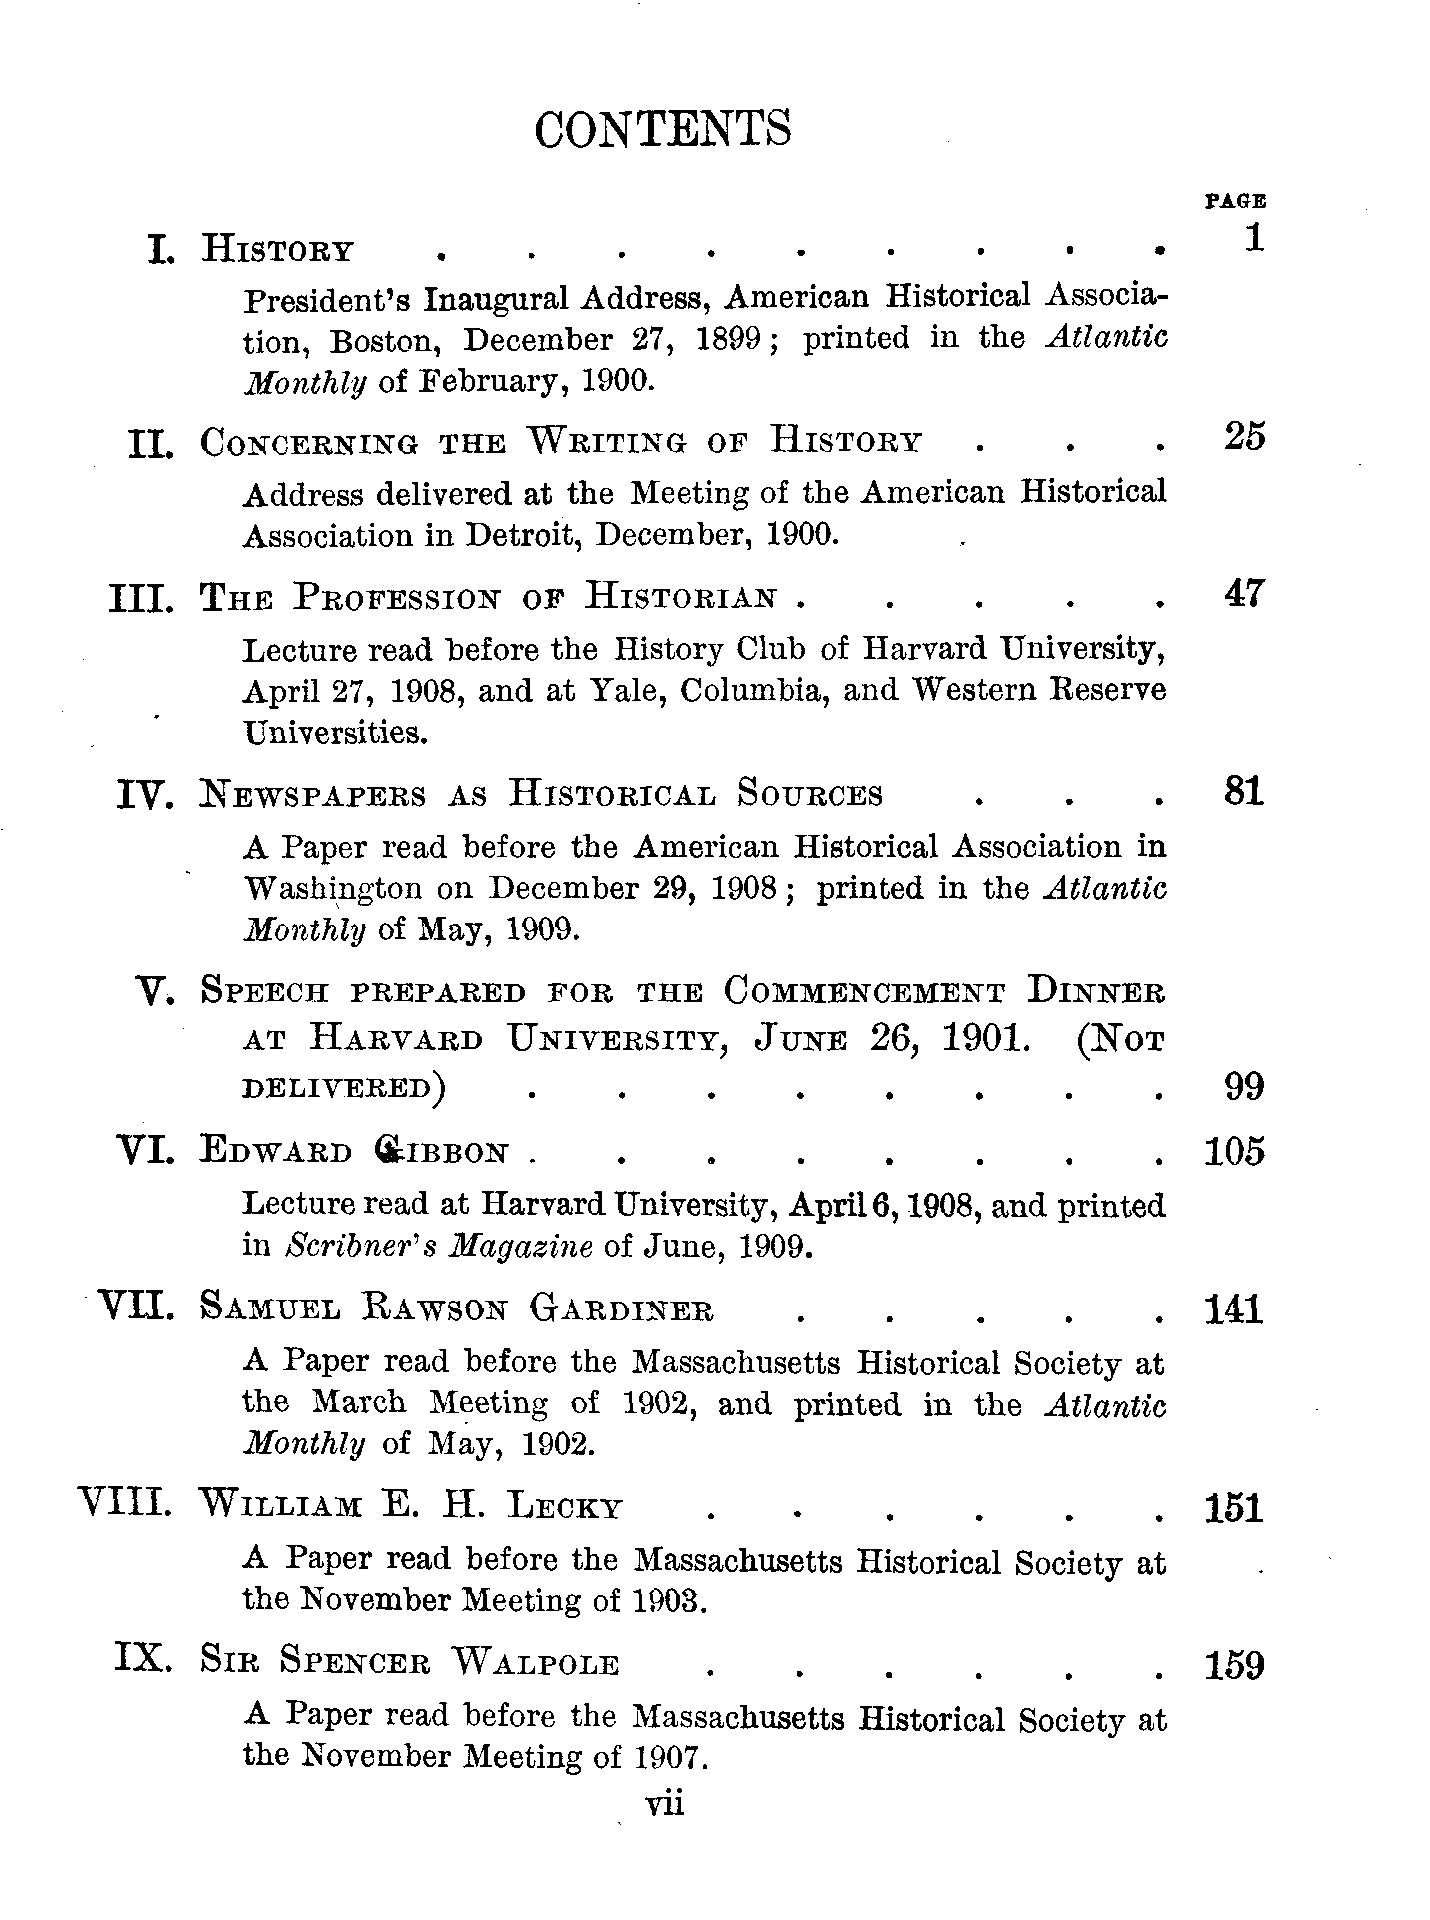 CONTENTS
PAGE
I. HISTORY . . . . . . . . . 1
President's Inaugural Address, American Historical Associa-
tion, Boston, December 27, 1899; printed in the Atlantic
Monthly of February, 1900.
II. CONCERNING THE WRITING OF HISTORY . . . 25
Address delivered at the Meeting of the American Historical
Association in Detroit, December, 1900.
III. THE PROFESSION OF HISTORIAN . . . . . 47
Lecture read before the History Club of Harvard University,
April 27, 1908, and at Yale, Columbia, and Western Reserve
Universities.
IV. NEWSPAPERS AS HISTORICAL SOURCES . . . 81
A Paper read before the American Historical Association in
Washington on December 29, 1908; printed in the Atlantic
Monthly of May, 1909.
V. SPEECH PREPARED FOR THE COMMENCEMENT DINNER
AT HARVARD UNIVERSITY, JUNE 26, 1901. (NOT
DELIVERED) . . . . . . . . 99
VI. EDWARD GIBBON . . . . . . . . 105
Lecture read at Harvard University, April 6, 1908, and printed
in Scribner's Magazine of June, 1909.
VII. SAMUEL RAWSON GARDINER . . . . . 141
A Paper read before the Massachusetts Historical Society at
the March Meeting of 1902, and printed in the Atlantic
Monthly of May, 1902.
VIII. WILLIAM E. H. LECKY . . . . . . 151
A Paper read before the Massachusetts Historical Society at
the November Meeting of 1903.
IX. SIR SPENCER WALPOLE . . . . . . 159
A Paper read before the Massachusetts Historical Society at
the November Meeting of 1907.
vii